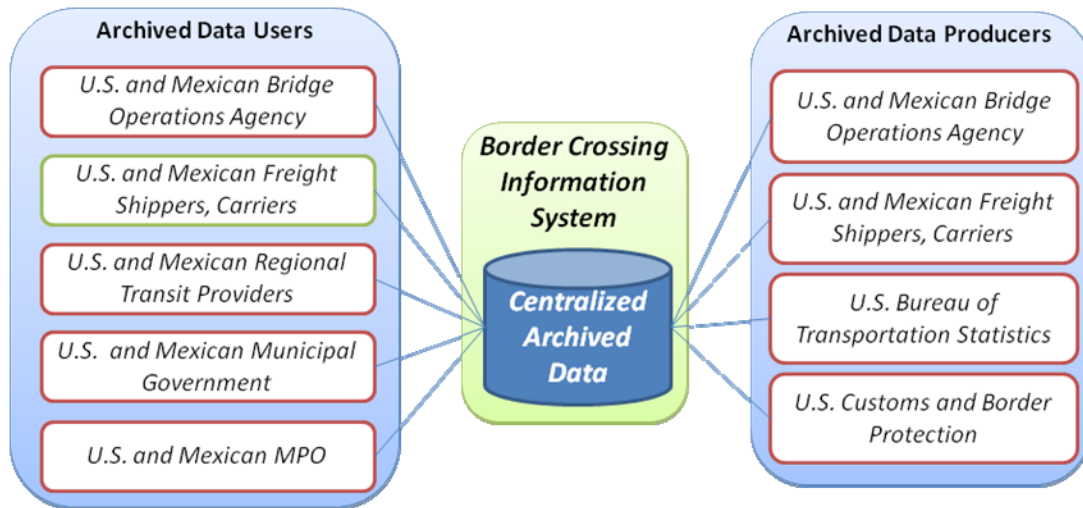 Archived Data Users
U.S. and Mexican Bridge
Operations Agency
U.S. and Mexican Freight
Shippers, Carriers
U.S. and Mexican Regional
Transit Providers
U.S.  and Mexican Municipal
Government
U.S. and Mexican MPO
Border Crossing
Information
System
Centralized
Archived
Data
Archived Data Producers
U.S. and Mexican Bridge
Operations Agency
U.S. and Mexican Freight
Shippers, Carriers
U.S. Bureau of
Transportation Statistics
U.S. Customs and Border
Protection